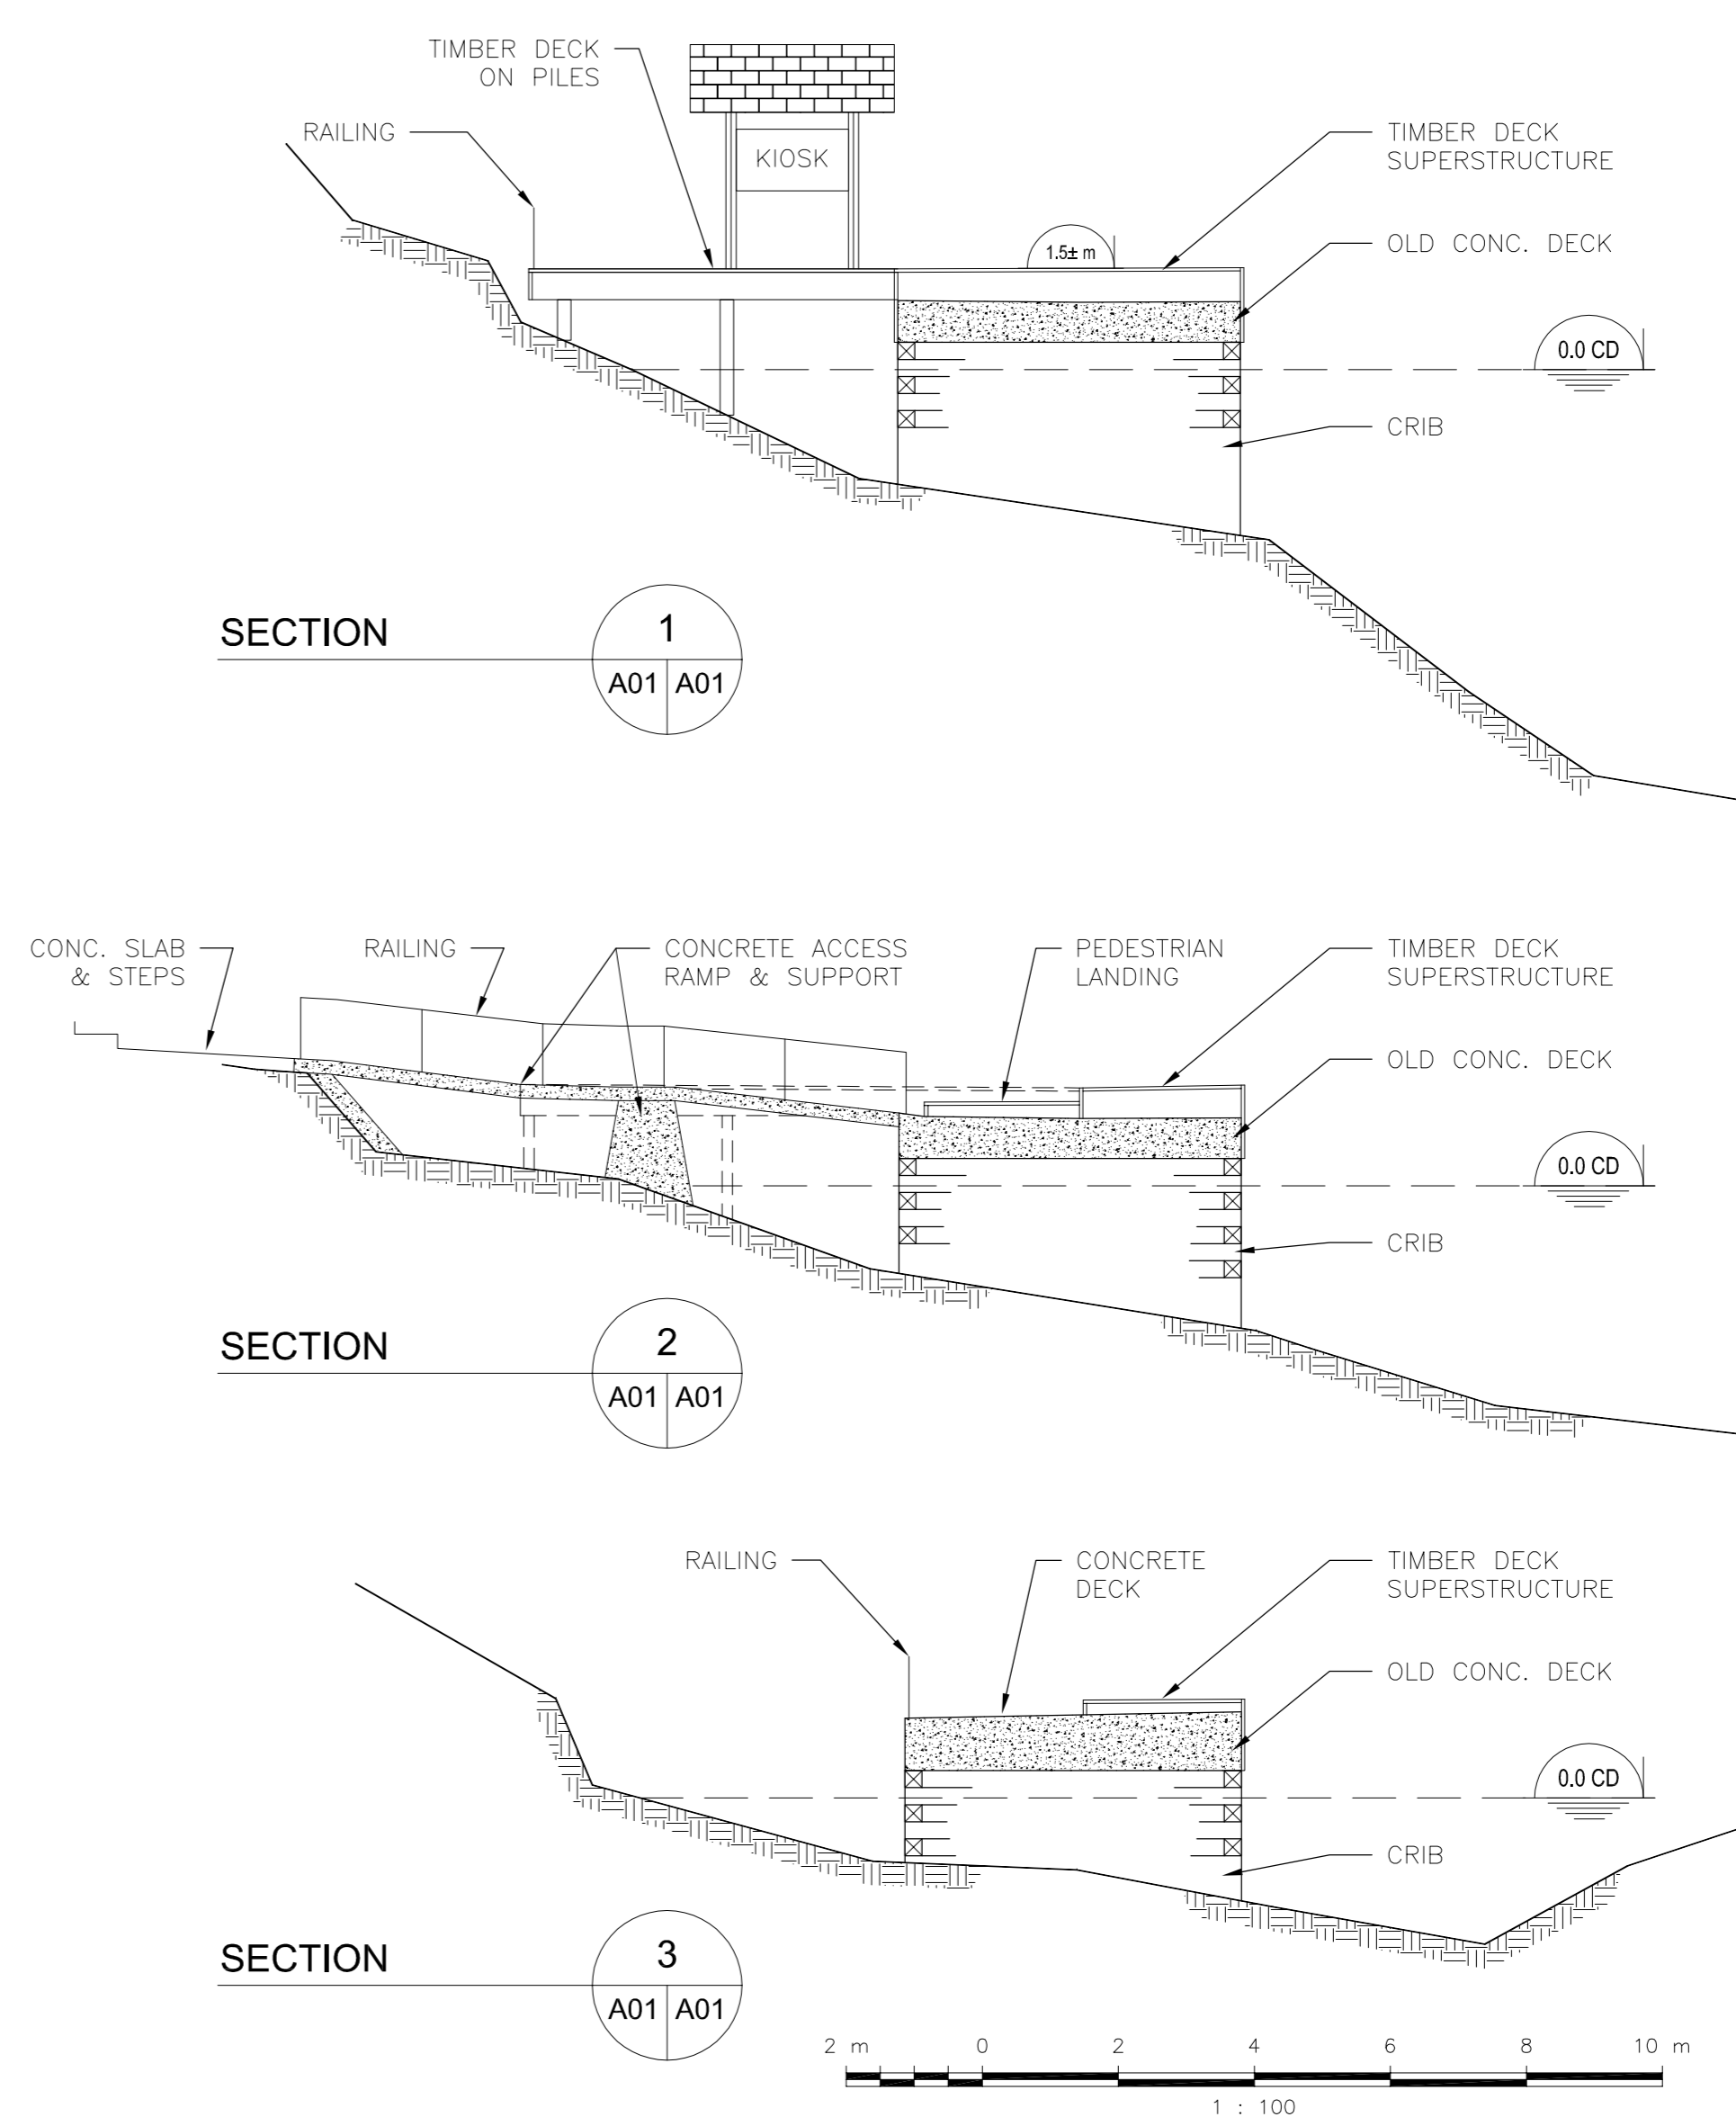 TIMBER DECK
ON PILES
RAILING
KIOSK
TIMBER DECK
SUPERSTRUCTURE
1.5± m
OLD CONC. DECK
0.0 CD
CRIB
SECTION
1
A01 A01
CONC. SLAB
& STEPS
RAILING
CONCRETE ACCESS
RAMP & SUPPORT
PEDESTRIAN
LANDING
TIMBER DECK
SUPERSTRUCTURE
OLD CONC. DECK
0.0 CD
CRIB
SECTION
2
A01 A01
RAILING
CONCRETE
DECK
TIMBER DECK
SUPERSTRUCTURE
OLD CONC. DECK
0.0 CD
CRIB
SECTION
3
A01 A01
2 m 0 2 4 6 8 10 m
1 : 100